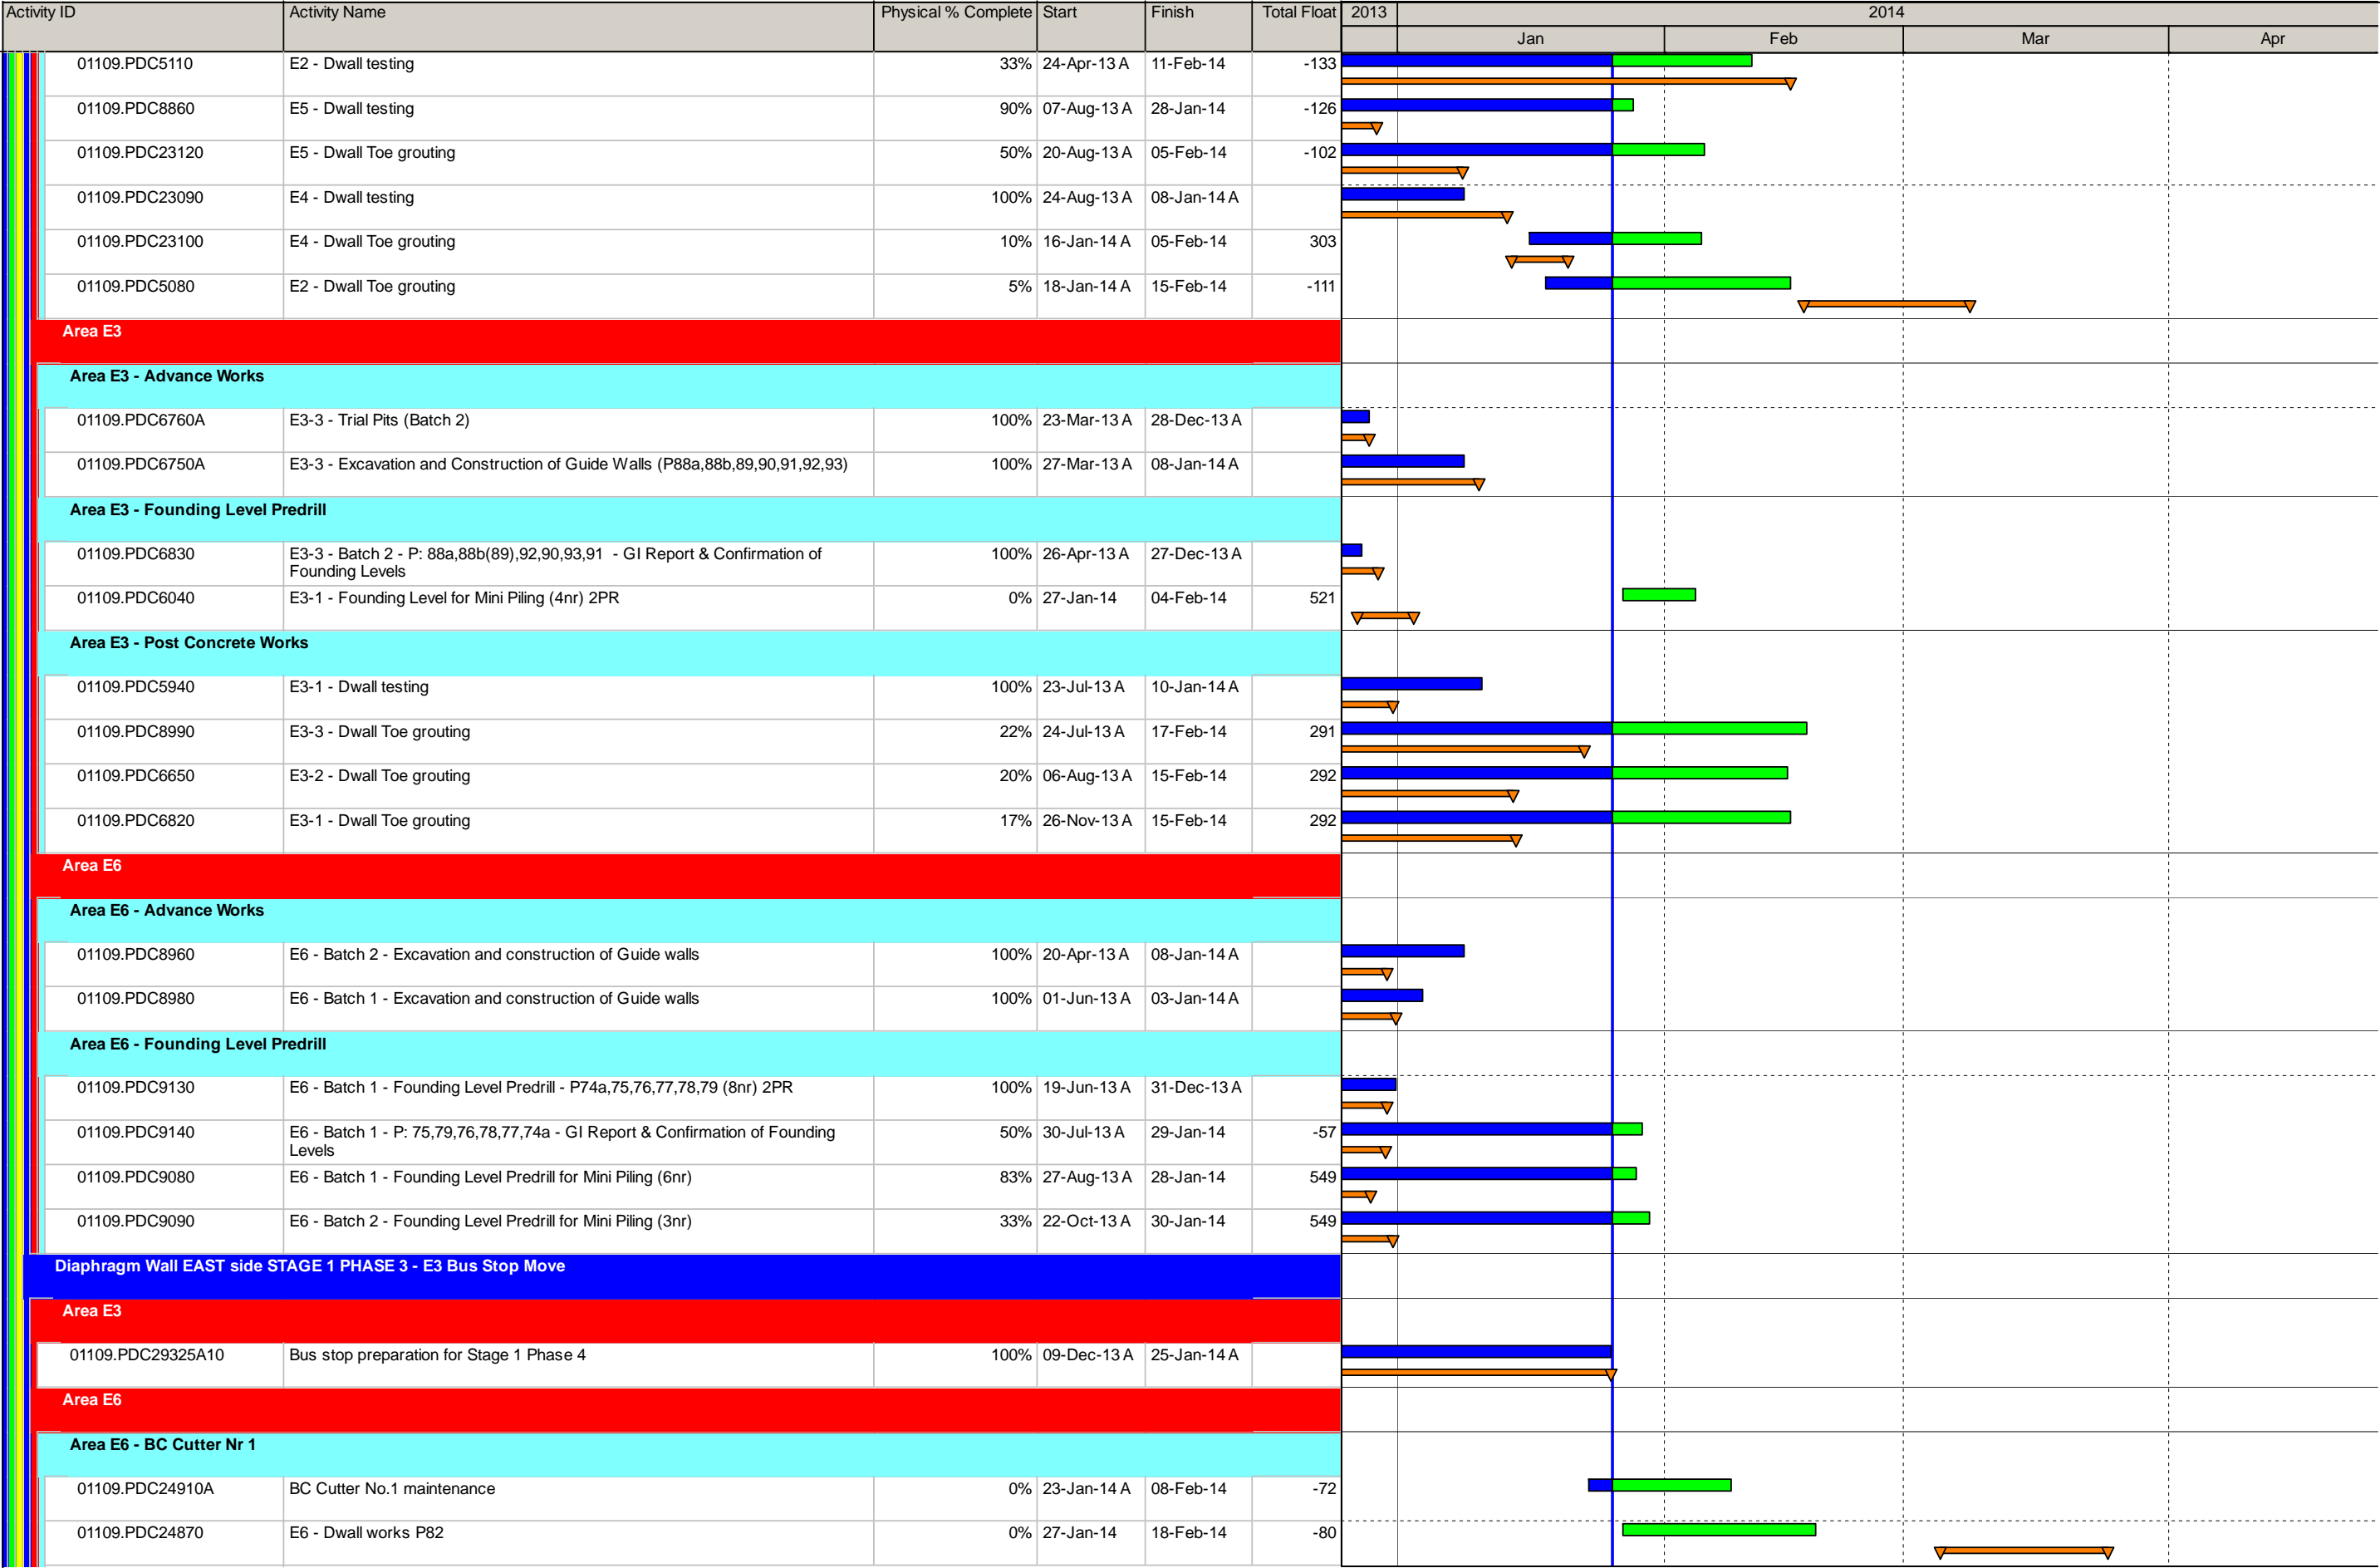 Activity ID Activity Name Physical % Complete Start Finish Total Float 2013 2014
Jan Feb Mar Apr
01109.PDC5110 E2 - Dwall testing 33% 24-Apr-13 A 11-Feb-14 -133
01109.PDC8860 E5 - Dwall testing 90% 07-Aug-13 A 28-Jan-14 -126
01109.PDC23120 E5 - Dwall Toe grouting 50% 20-Aug-13 A 05-Feb-14 -102
01109.PDC23090 E4 - Dwall testing 100% 24-Aug-13 A 08-Jan-14 A
01109.PDC23100 E4 - Dwall Toe grouting 10% 16-Jan-14 A 05-Feb-14 303
01109.PDC5080 E2 - Dwall Toe grouting 5% 18-Jan-14 A 15-Feb-14 -111
Area E3
Area E3 - Advance Works
01109.PDC6760A E3-3 - Trial Pits (Batch 2) 100% 23-Mar-13 A 28-Dec-13 A
01109.PDC6750A E3-3 - Excavation and Construction of Guide Walls (P88a,88b,89,90,91,92,93) 100% 27-Mar-13 A 08-Jan-14 A
Area E3 - Founding Level Predrill
01109.PDC6830 E3-3 - Batch 2 - P: 88a,88b(89),92,90,93,91 - GI Report & Confirmation of 100% 26-Apr-13 A 27-Dec-13 A
Founding Levels
01109.PDC6040 E3-1 - Founding Level for Mini Piling (4nr) 2PR 0% 27-Jan-14 04-Feb-14 521
Area E3 - Post Concrete Works
01109.PDC5940 E3-1 - Dwall testing 100% 23-Jul-13 A 10-Jan-14 A
01109.PDC8990 E3-3 - Dwall Toe grouting 22% 24-Jul-13 A 17-Feb-14 291
01109.PDC6650 E3-2 - Dwall Toe grouting 20% 06-Aug-13 A 15-Feb-14 292
01109.PDC6820 E3-1 - Dwall Toe grouting 17% 26-Nov-13 A 15-Feb-14 292
Area E6
Area E6 - Advance Works
01109.PDC8960 E6 - Batch 2 - Excavation and construction of Guide walls 100% 20-Apr-13 A 08-Jan-14 A
01109.PDC8980 E6 - Batch 1 - Excavation and construction of Guide walls 100% 01-Jun-13 A 03-Jan-14 A
Area E6 - Founding Level Predrill
01109.PDC9130 E6 - Batch 1 - Founding Level Predrill - P74a,75,76,77,78,79 (8nr) 2PR 100% 19-Jun-13 A 31-Dec-13 A
01109.PDC9140 E6 - Batch 1 - P: 75,79,76,78,77,74a - GI Report & Confirmation of Founding 50% 30-Jul-13 A 29-Jan-14 -57
Levels
01109.PDC9080 E6 - Batch 1 - Founding Level Predrill for Mini Piling (6nr) 83% 27-Aug-13 A 28-Jan-14 549
01109.PDC9090 E6 - Batch 2 - Founding Level Predrill for Mini Piling (3nr) 33% 22-Oct-13 A 30-Jan-14 549
Diaphragm Wall EAST side STAGE 1 PHASE 3 - E3 Bus Stop Move
Area E3
01109.PDC29325A10 Bus stop preparation for Stage 1 Phase 4 100% 09-Dec-13 A 25-Jan-14 A
Area E6
Area E6 - BC Cutter Nr 1
01109.PDC24910A BC Cutter No.1 maintenance 0% 23-Jan-14 A 08-Feb-14 -72
01109.PDC24870 E6 - Dwall works P82 0% 27-Jan-14 18-Feb-14 -80